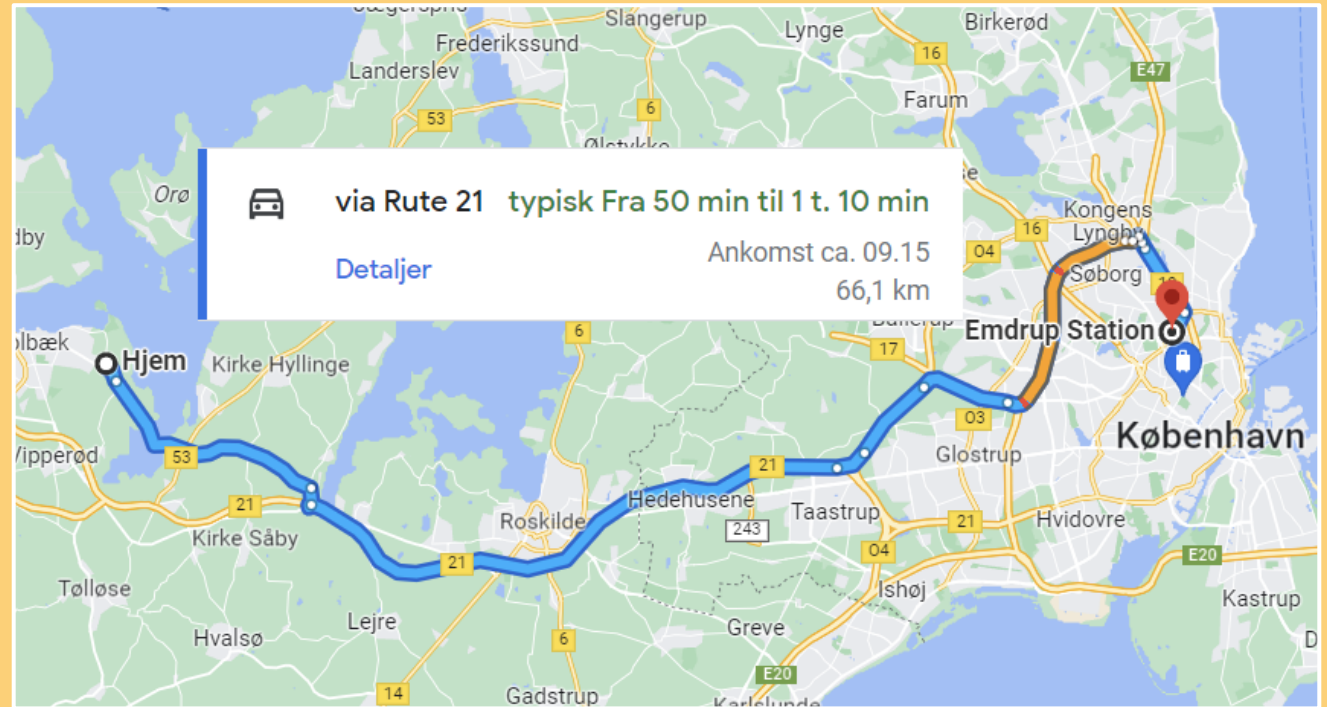 Slangerup
Lynge
Birkerød
Frederikssund
16
Landerslev
E47
Farum
6
53
Ølstykke
Orø
via Rute 21 typisk Fra 50 min til 1 t. 10 min
Ankomst ca. 09.15
Detaljer
66,1 km
Kongens
Lyngby
16
O4
Søborg
Emdrup Station
6
17
Hjem
Kirke Hyllinge
O3
København
Glostrup
53
21
21
Hedehusene
243
Taastrup
21
Hvidovre
Roskilde
Kirke Såby
O4
E20
21
Ishøj
Tølløse
Kastrup
Lejre
Greve
Hvalsø
6
E20
14
Gadstrup